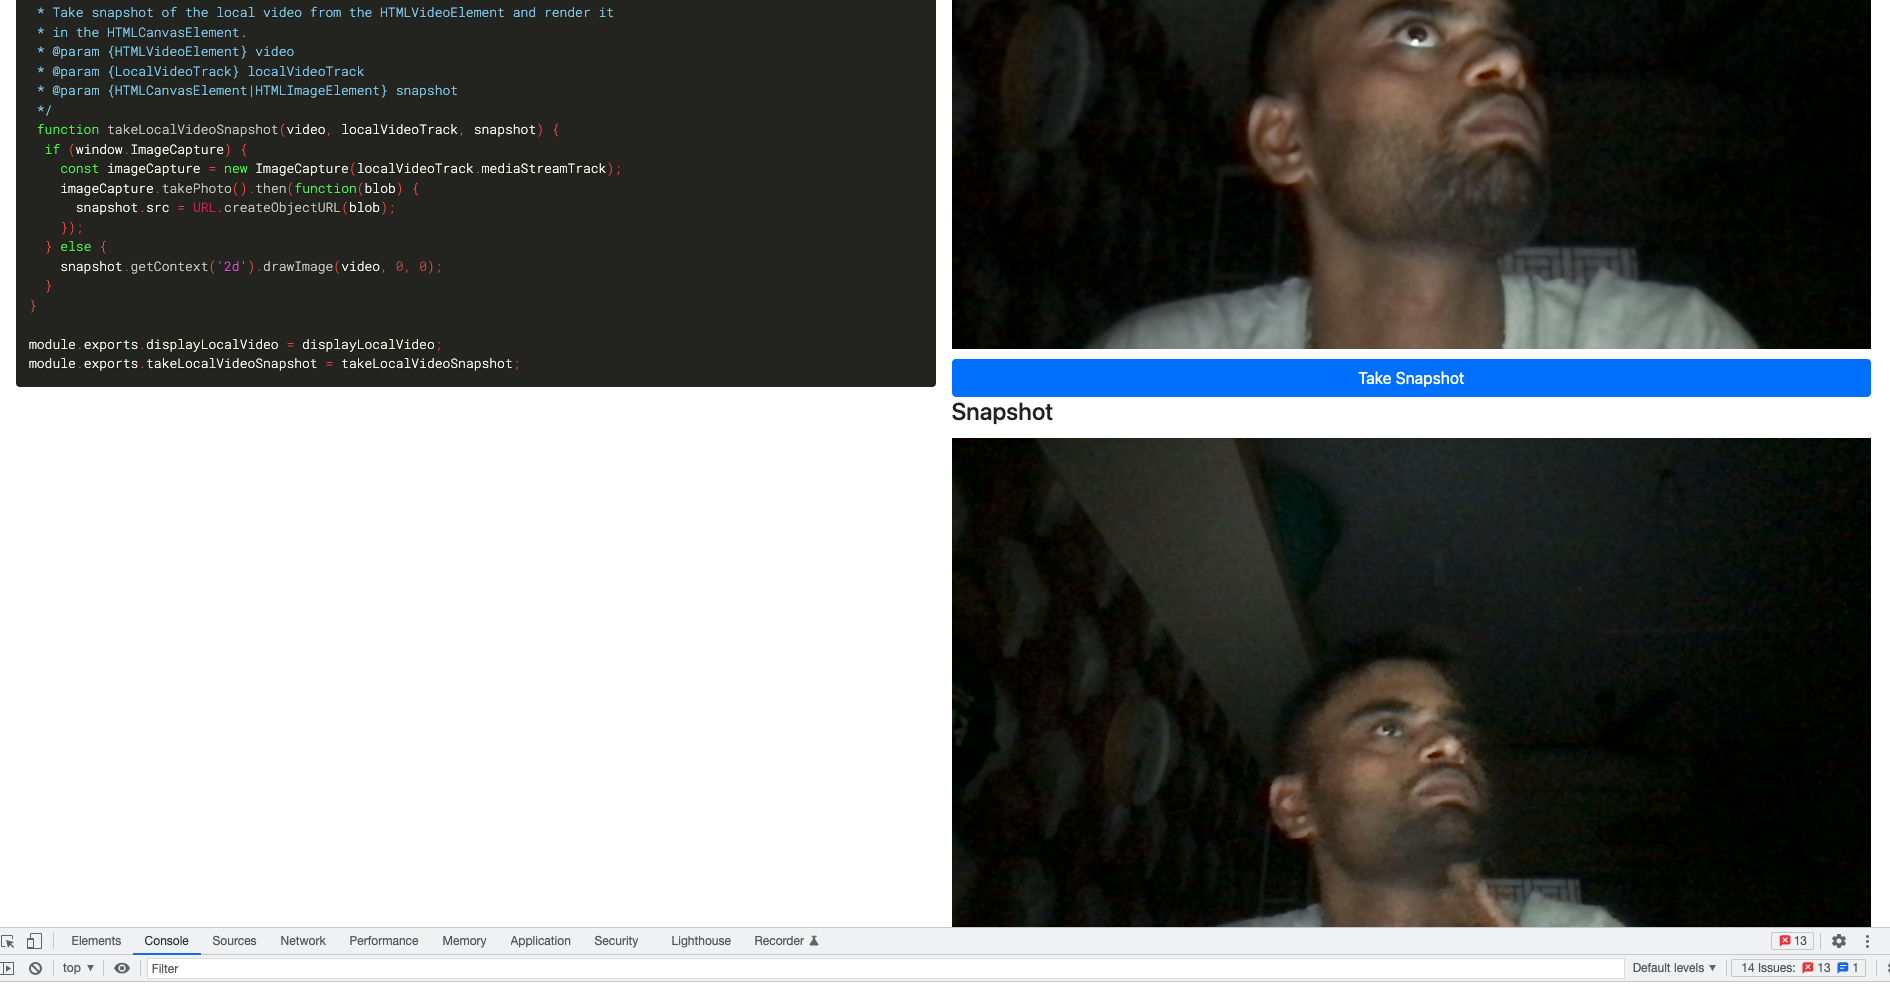 * Take snapshot of the local video from the HTMLVideoElement and render it
* in the HTMLCanvasElement.
* @param {HTMLVideoElement} video
* @param {LocalVideoTrack} localVideoTrack
* @param {HTMLCanvasElement|HTMLImageElement} snapshot
*/
function takeLocalVideoSnapshot(video, localVideoTrack, snapshot) {
if (window.ImageCapture) {
const imageCapture = new ImageCapture(localVideoTrack.mediaStreamTrack);
imageCapture.takePhoto().then(function(blob) {
snapshot.src = URL.createObjectURL(blob);
});
} else {
snapshot.getContext('2d').drawImage(video, 0, 0);
}
}
module.exports.displayLocalVideo = displayLocalVideo;
module.exports.takeLocalVideoSnapshot = takeLocalVideoSnapshot;
Take Snapshot
Snapshot
Elements Console Sources Network Performance Memory Application Security Lighthouse Recorder 13
top Filter Default levels 14 Issues: 13 1